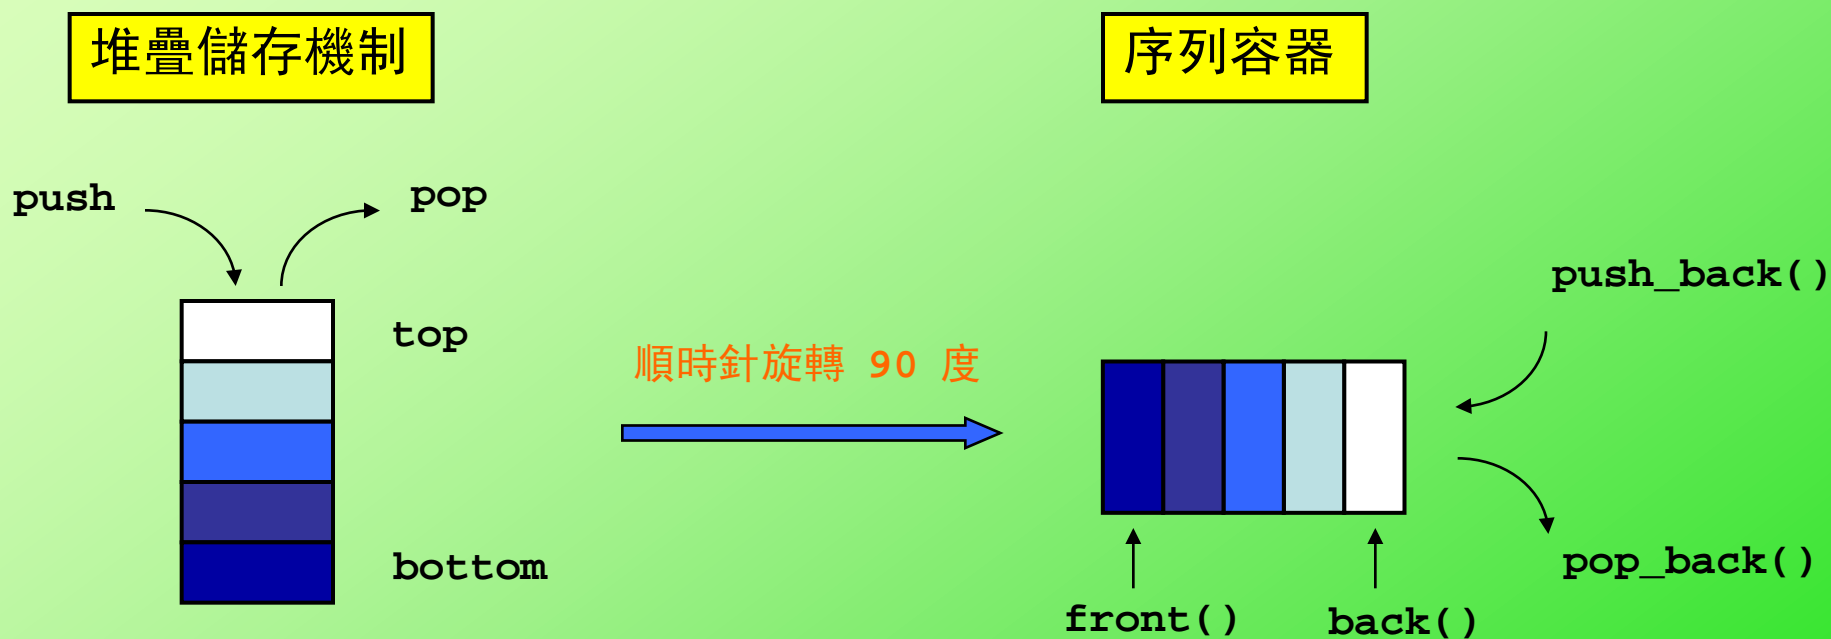 堆疊儲存機制
序列容器
push
pop
push_back()
top
順時針旋轉 90 度
bottom
pop_back()
front()
back()